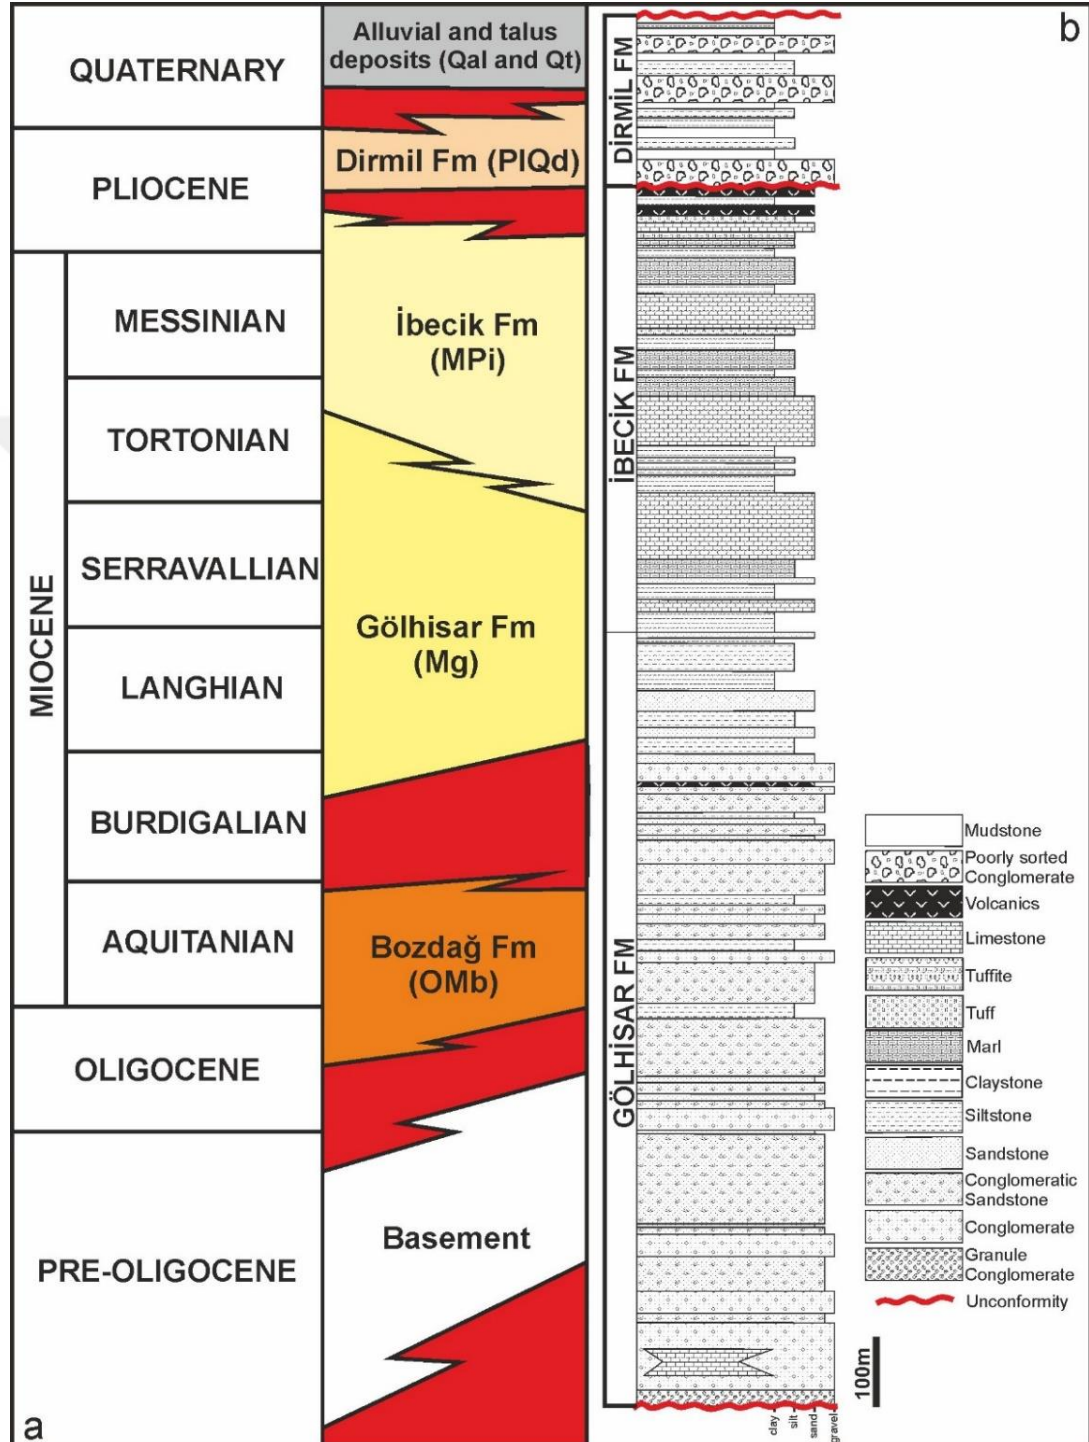 a
QUATERNARY
PLIOCENE
MIOCENE
MESSINIAN
TORTONIAN
SERRAVALLIAN
LANGHIAN
BURDIGALIAN
AQUITANIAN
OLIGOCENE
PRE-OLIGOCENE
Alluvial and talus
deposits (Qal and Qt)
Dirmil Fm (PlQd)
İbecik Fm
(MPi)
Gölhisar Fm
(Mg)
Bozdağ Fm
(OMb)
Basement
b
DİRMİL FM
İBECİK FM
GÖLHİSAR FM
clay
silt
sand
gravel
Mudstone
Poorly sorted
Conglomerate
Volcanics
Limestone
Tuffite
Tuff
Marl
Claystone
Siltstone
Sandstone
Conglomeratic
Sandstone
Conglomerate
Granule
Conglomerate
Unconformity
100m